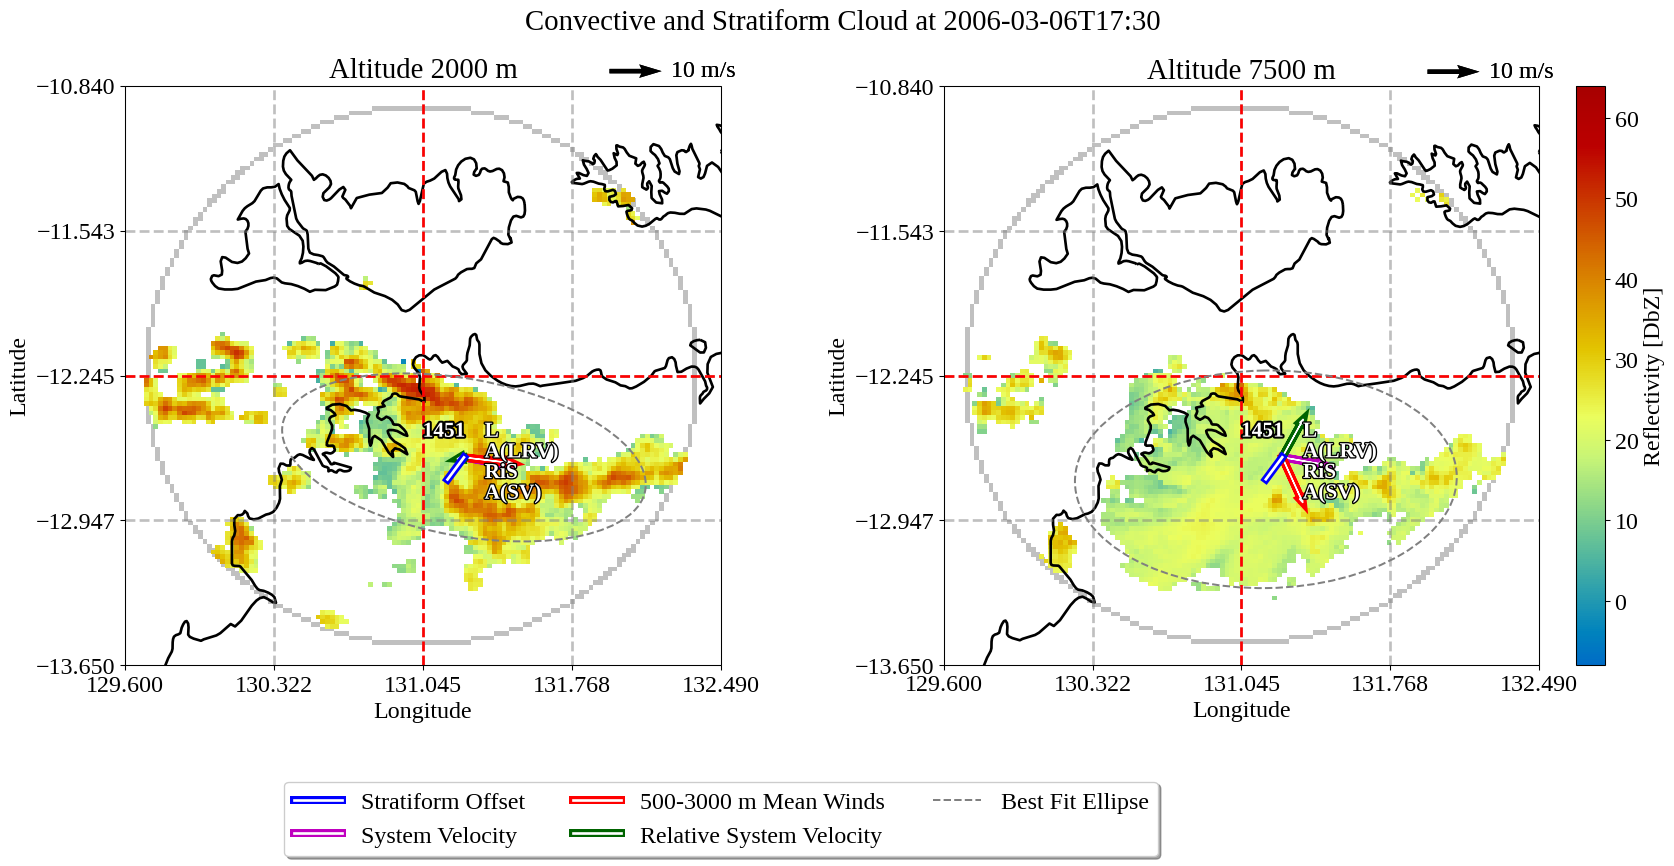 Convective and Stratiform Cloud at 2006-03-06T17:30
Altitude 2000 m
10 m/s
Altitude 7500 m
10 m/s
−10.840
−11.543
−12.245
−12.947
−13.650
Latitude
129.600
130.322
131.045
131.768
132.490
Longitude
1451
L
A(LRV)
RiS
A(SV)
−10.840
−11.543
−12.245
−12.947
−13.650
Latitude
129.600
130.322
131.045
131.768
132.490
Longitude
1451
L
A(LRV)
RiS
A(SV)
60
50
40
30
20
10
0
Reflectivity [DbZ]
Stratiform Offset
System Velocity
500-3000 m Mean Winds
Relative System Velocity
Best Fit Ellipse